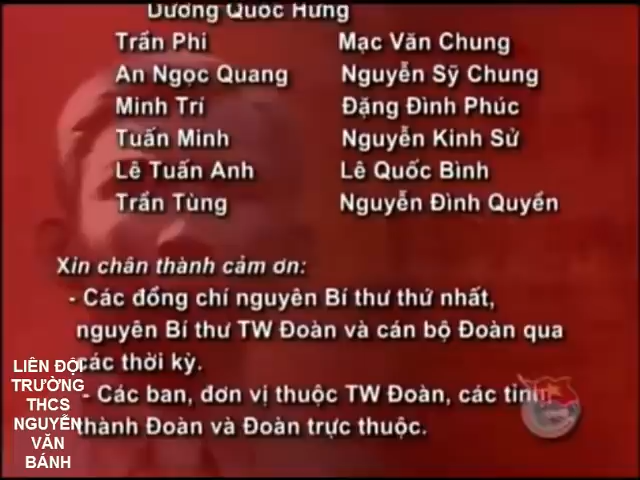 Dương Quốc Hưng
Trần Phi Mạc Văn Chung
An Ngọc Quang Nguyễn Sỹ Chung
Minh Trí Đặng Đình Phúc
Tuấn Minh Nguyễn Kinh Sử
Lê Tuấn Anh Lê Quốc Bình
Trần Tùng Nguyễn Đình Quyền
Xin chân thành cảm ơn:
- Các đồng chí nguyên Bí thư thứ nhất,
nguyên Bí thư TW Đoàn và cán bộ Đoàn qua
các thời kỳ.
- Các ban, đơn vị thuộc TW Đoàn, các tỉnh
thành Đoàn và Đoàn trực thuộc.
LIÊN ĐỘI
TRƯỜNG
THCS
NGUYỄN
VĂN
BÁNH